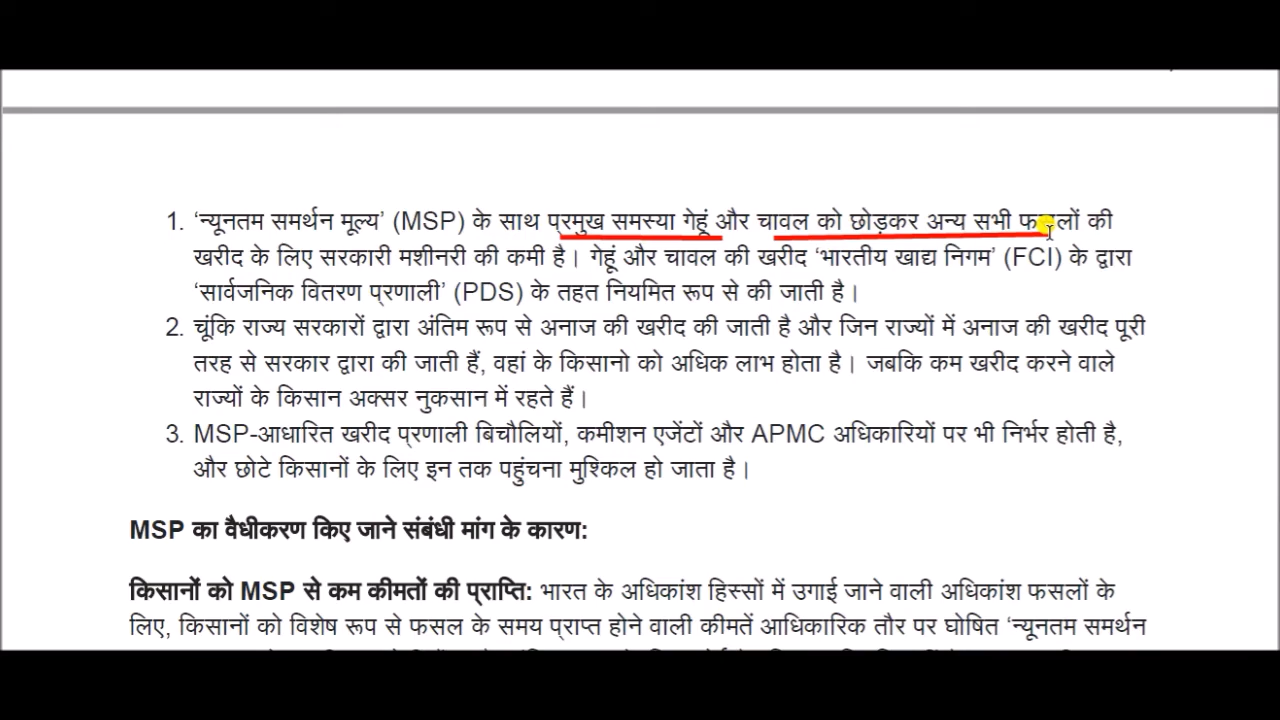 1. ‘न्यूनतम समर्थन मूल्य’ (MSP) के साथ प्रमुख समस्या गेहूं और चावल को छोड़कर अन्य सभी फसलों की
खरीद के लिए सरकारी मशीनरी की कमी है। गेहूं और चावल की खरीद ‘भारतीय खाद्य निगम’ (FCI) के द्वारा
‘सार्वजनिक वितरण प्रणाली’ (PDS) के तहत नियमित रूप से की जाती है।
2. चूंकि राज्य सरकारों द्वारा अंतिम रूप से अनाज की खरीद की जाती है और जिन राज्यों में अनाज की खरीद पूरी
तरह से सरकार द्वारा की जाती हैं, वहां के किसानो को अधिक लाभ होता है। जबकि कम खरीद करने वाले
राज्यों के किसान अक्सर नुकसान में रहते हैं।
3. MSP-आधारित खरीद प्रणाली बिचौलियों, कमीशन एजेंटों और APMC अधिकारियों पर भी निर्भर होती है,
और छोटे किसानों के लिए इन तक पहुंचना मुश्किल हो जाता है।
MSP का वैधीकरण किए जाने संबंधी मांग के कारण:
किसानों को MSP से कम कीमतों की प्राप्ति: भारत के अधिकांश हिस्सों में उगाई जाने वाली अधिकांश फसलों के
लिए, किसानों को विशेष रूप से फसल के समय प्राप्त होने वाली कीमतें आधिकारिक तौर पर घोषित ‘न्यूनतम समर्थन